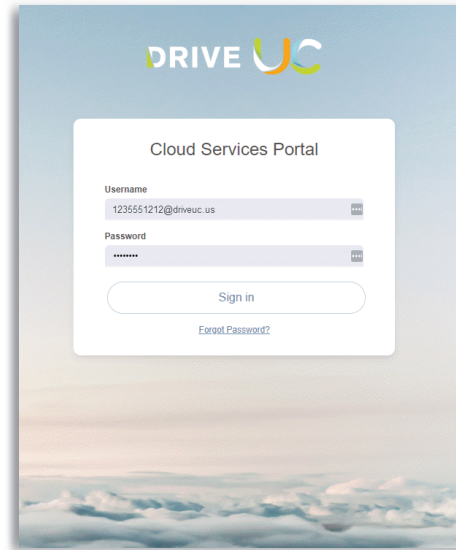 DRIVE UC
Cloud Services Portal
Username
1235551212@driveuc.us
Password
••••••••
Sign in
Forgot Password?